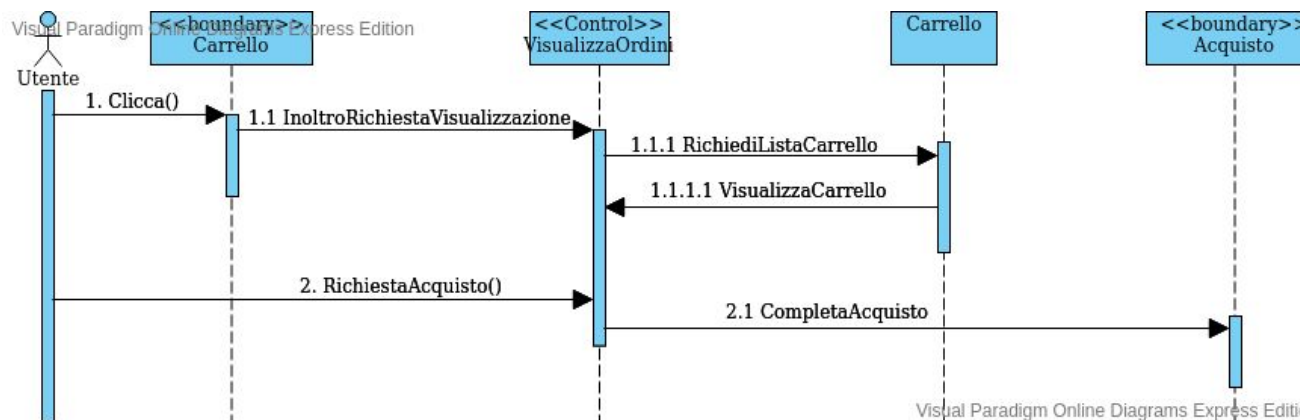 Visual Paradigm Online Diagrams Express Edition
<<boundary>>
Carrello
<<Control>>
VisualizzaOrdini
Carrello
<<boundary>>
Acquisto
Utente
1. Clicca()
1.1 InoltroRichiestaVisualizzazione
1.1.1 RichiediListaCarrello
1.1.1.1 VisualizzaCarrello
2. RichiestaAcquisto()
2.1 CompletaAcquisto
Visual Paradigm Online Diagrams Express Editi